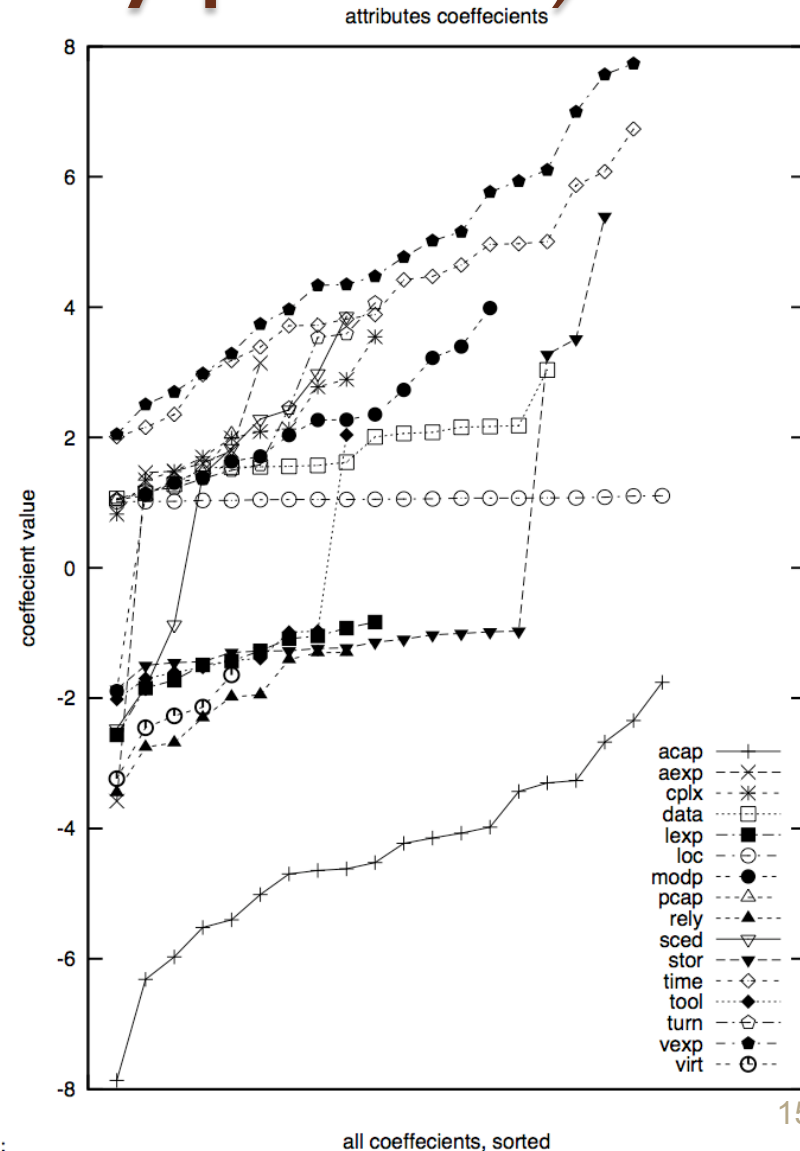 attributes coeffecients
8
6
4
2
0
-2
-4
-6
-8
coeffecient value
acap
aexp
cplx
data
lexp
loc
modp
pcap
rely
sced
stor
time
tool
turn
vexp
virt
15
all coeffecients, sorted
: